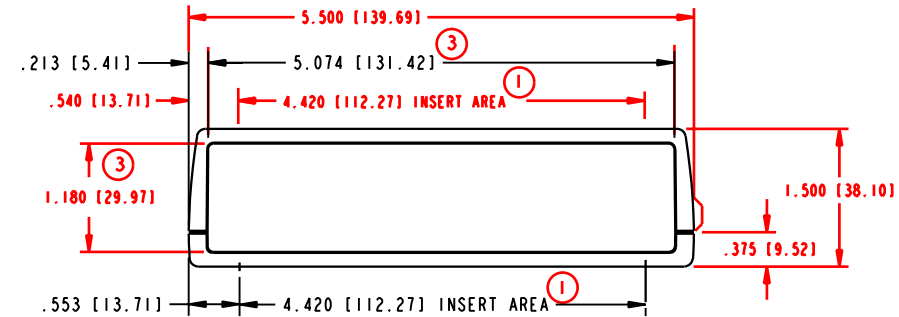 5.500 [139.69]
3
.213 [5.41] 5.074 [131.42]
1
.540 [13.71] 4.420 [112.27] INSERT AREA
3
1.180 [29.97] 1.500 [38.10]
.375 [9.52]
1
.553 [13.71] 4.420 [112.27] INSERT AREA